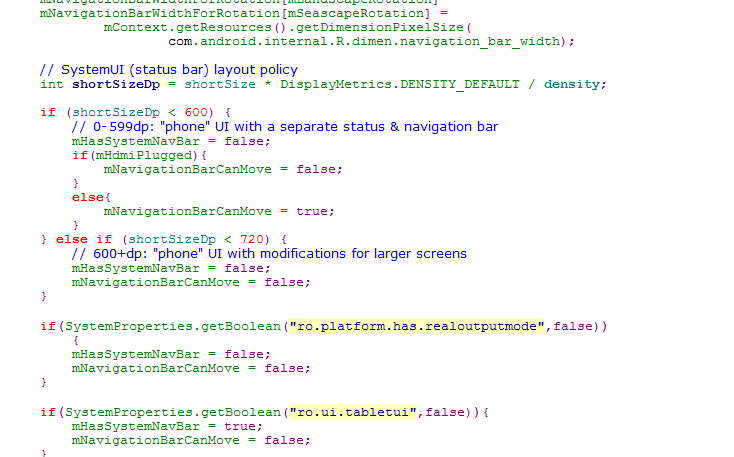 mNavigationBarWidthForRotation[mLandscapeRotation]
mNavigationBarWidthForRotation[mSeascapeRotation] =
mContext.getResources().getDimensionPixelSize(
com.android.internal.R.dimen.navigation_bar_width);
// SystemUI (status bar) layout policy
int shortSizeDp = shortSize * DisplayMetrics.DENSITY_DEFAULT / density;
if (shortSizeDp < 600) {
// 0-599dp: "phone" UI with a separate status & navigation bar
mHasSystemNavBar = false;
if(mHdmiPlugged){
mNavigationBarCanMove = false;
}
else{
mNavigationBarCanMove = true;
}
} else if (shortSizeDp < 720) {
// 600+dp: "phone" UI with modifications for larger screens
mHasSystemNavBar = false;
mNavigationBarCanMove = false;
}
if(SystemProperties.getBoolean("ro.platform.has.realoutputmode",false))
{
mHasSystemNavBar = false;
mNavigationBarCanMove = false;
}
if(SystemProperties.getBoolean("ro.ui.tabletui",false)){
mHasSystemNavBar = true;
mNavigationBarCanMove = false;
}